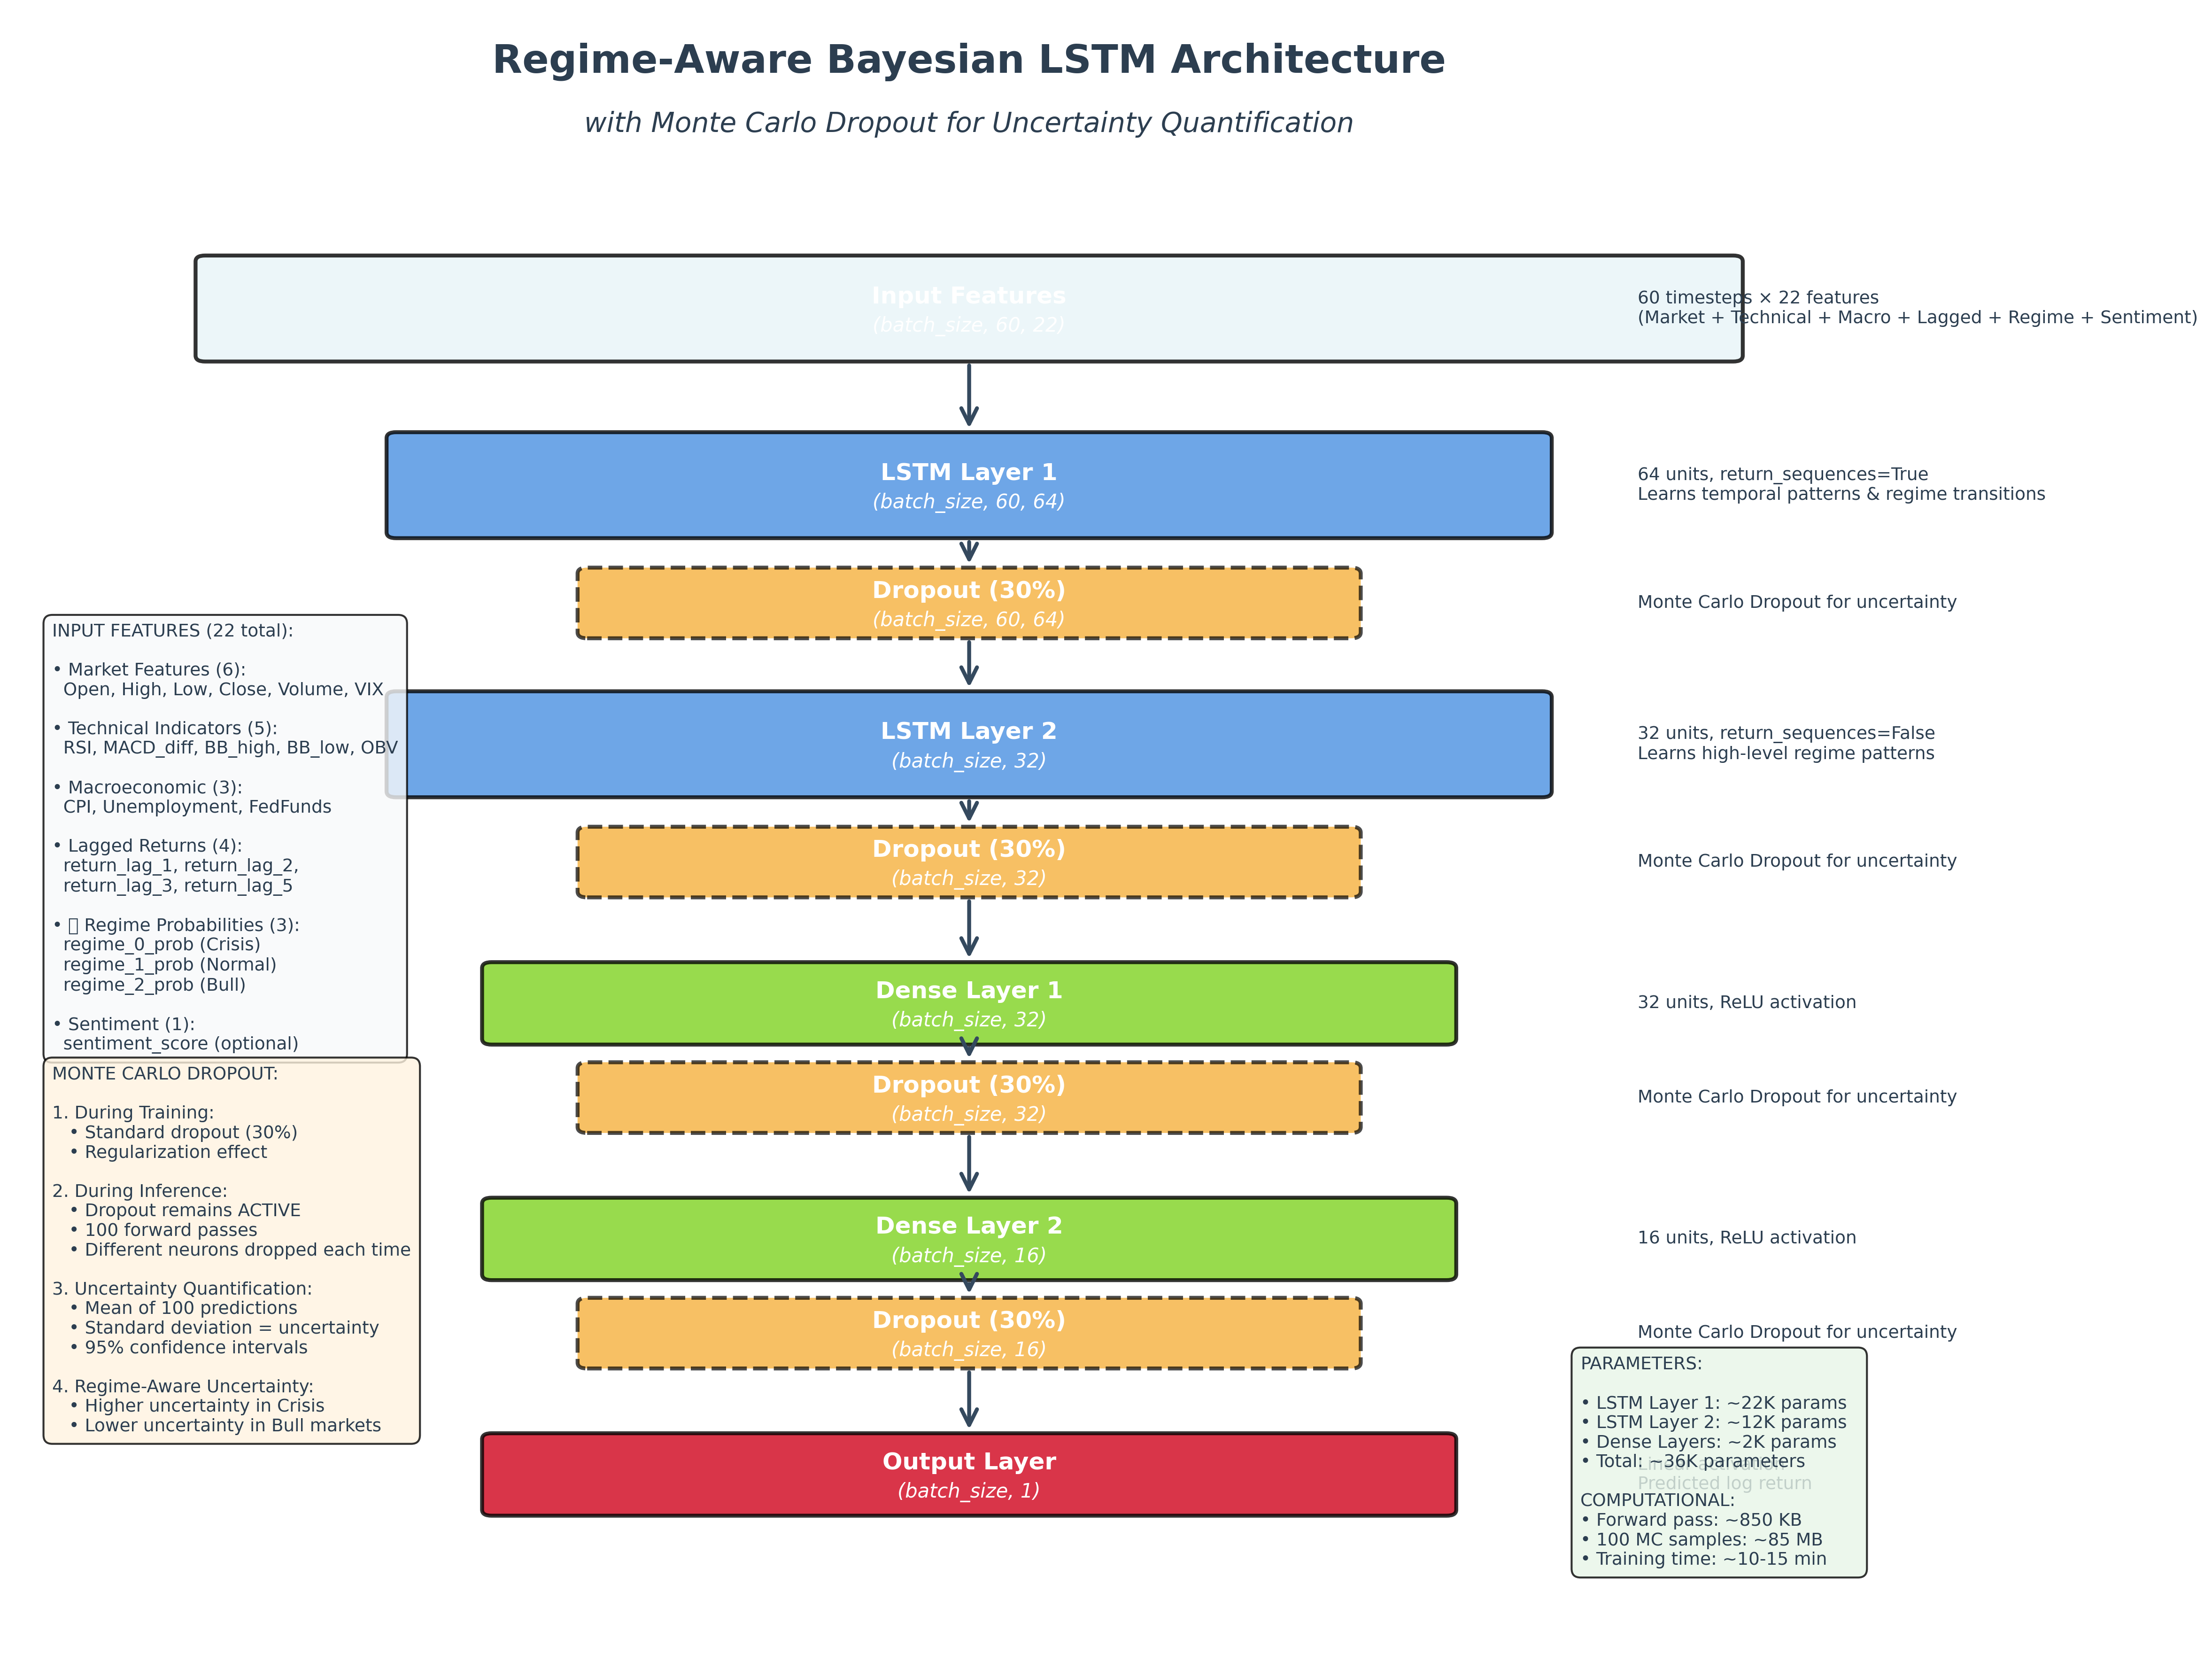 Regime-Aware Bayesian LSTM Architecture
with Monte Carlo Dropout for Uncertainty Quantification
Input Features
(batch_size, 60, 22)
60 timesteps × 22 features
(Market + Technical + Macro + Lagged + Regime + Sentiment)
LSTM Layer 1
(batch_size, 60, 64)
64 units, return_sequences=True
Learns temporal patterns & regime transitions
Dropout (30%)
(batch_size, 60, 64)
Monte Carlo Dropout for uncertainty
LSTM Layer 2
(batch_size, 32)
32 units, return_sequences=False
Learns high-level regime patterns
Dropout (30%)
(batch_size, 32)
Monte Carlo Dropout for uncertainty
Dense Layer 1
(batch_size, 32)
32 units, ReLU activation
Dropout (30%)
(batch_size, 32)
Monte Carlo Dropout for uncertainty
Dense Layer 2
(batch_size, 16)
16 units, ReLU activation
Dropout (30%)
(batch_size, 16)
Monte Carlo Dropout for uncertainty
Output Layer
(batch_size, 1)
Predicted log return
INPUT FEATURES (22 total):
• Market Features (6):
Open, High, Low, Close, Volume, VIX
• Technical Indicators (5):
RSI, MACD_diff, BB_high, BB_low, OBV
• Macroeconomic (3):
CPI, Unemployment, FedFunds
• Lagged Returns (4):
return_lag_1, return_lag_2,
return_lag_3, return_lag_5
• Regime Probabilities (3):
regime_0_prob (Crisis)
regime_1_prob (Normal)
regime_2_prob (Bull)
• Sentiment (1):
sentiment_score (optional)
MONTE CARLO DROPOUT:
1. During Training:
• Standard dropout (30%)
• Regularization effect
2. During Inference:
• Dropout remains ACTIVE
• 100 forward passes
• Different neurons dropped each time
3. Uncertainty Quantification:
• Mean of 100 predictions
• Standard deviation = uncertainty
• 95% confidence intervals
4. Regime-Aware Uncertainty:
• Higher uncertainty in Crisis
• Lower uncertainty in Bull markets
PARAMETERS:
• LSTM Layer 1: ~22K params
• LSTM Layer 2: ~12K params
• Dense Layers: ~2K params
• Total: ~36K parameters
COMPUTATIONAL:
• Forward pass: ~850 KB
• 100 MC samples: ~85 MB
• Training time: ~10-15 min